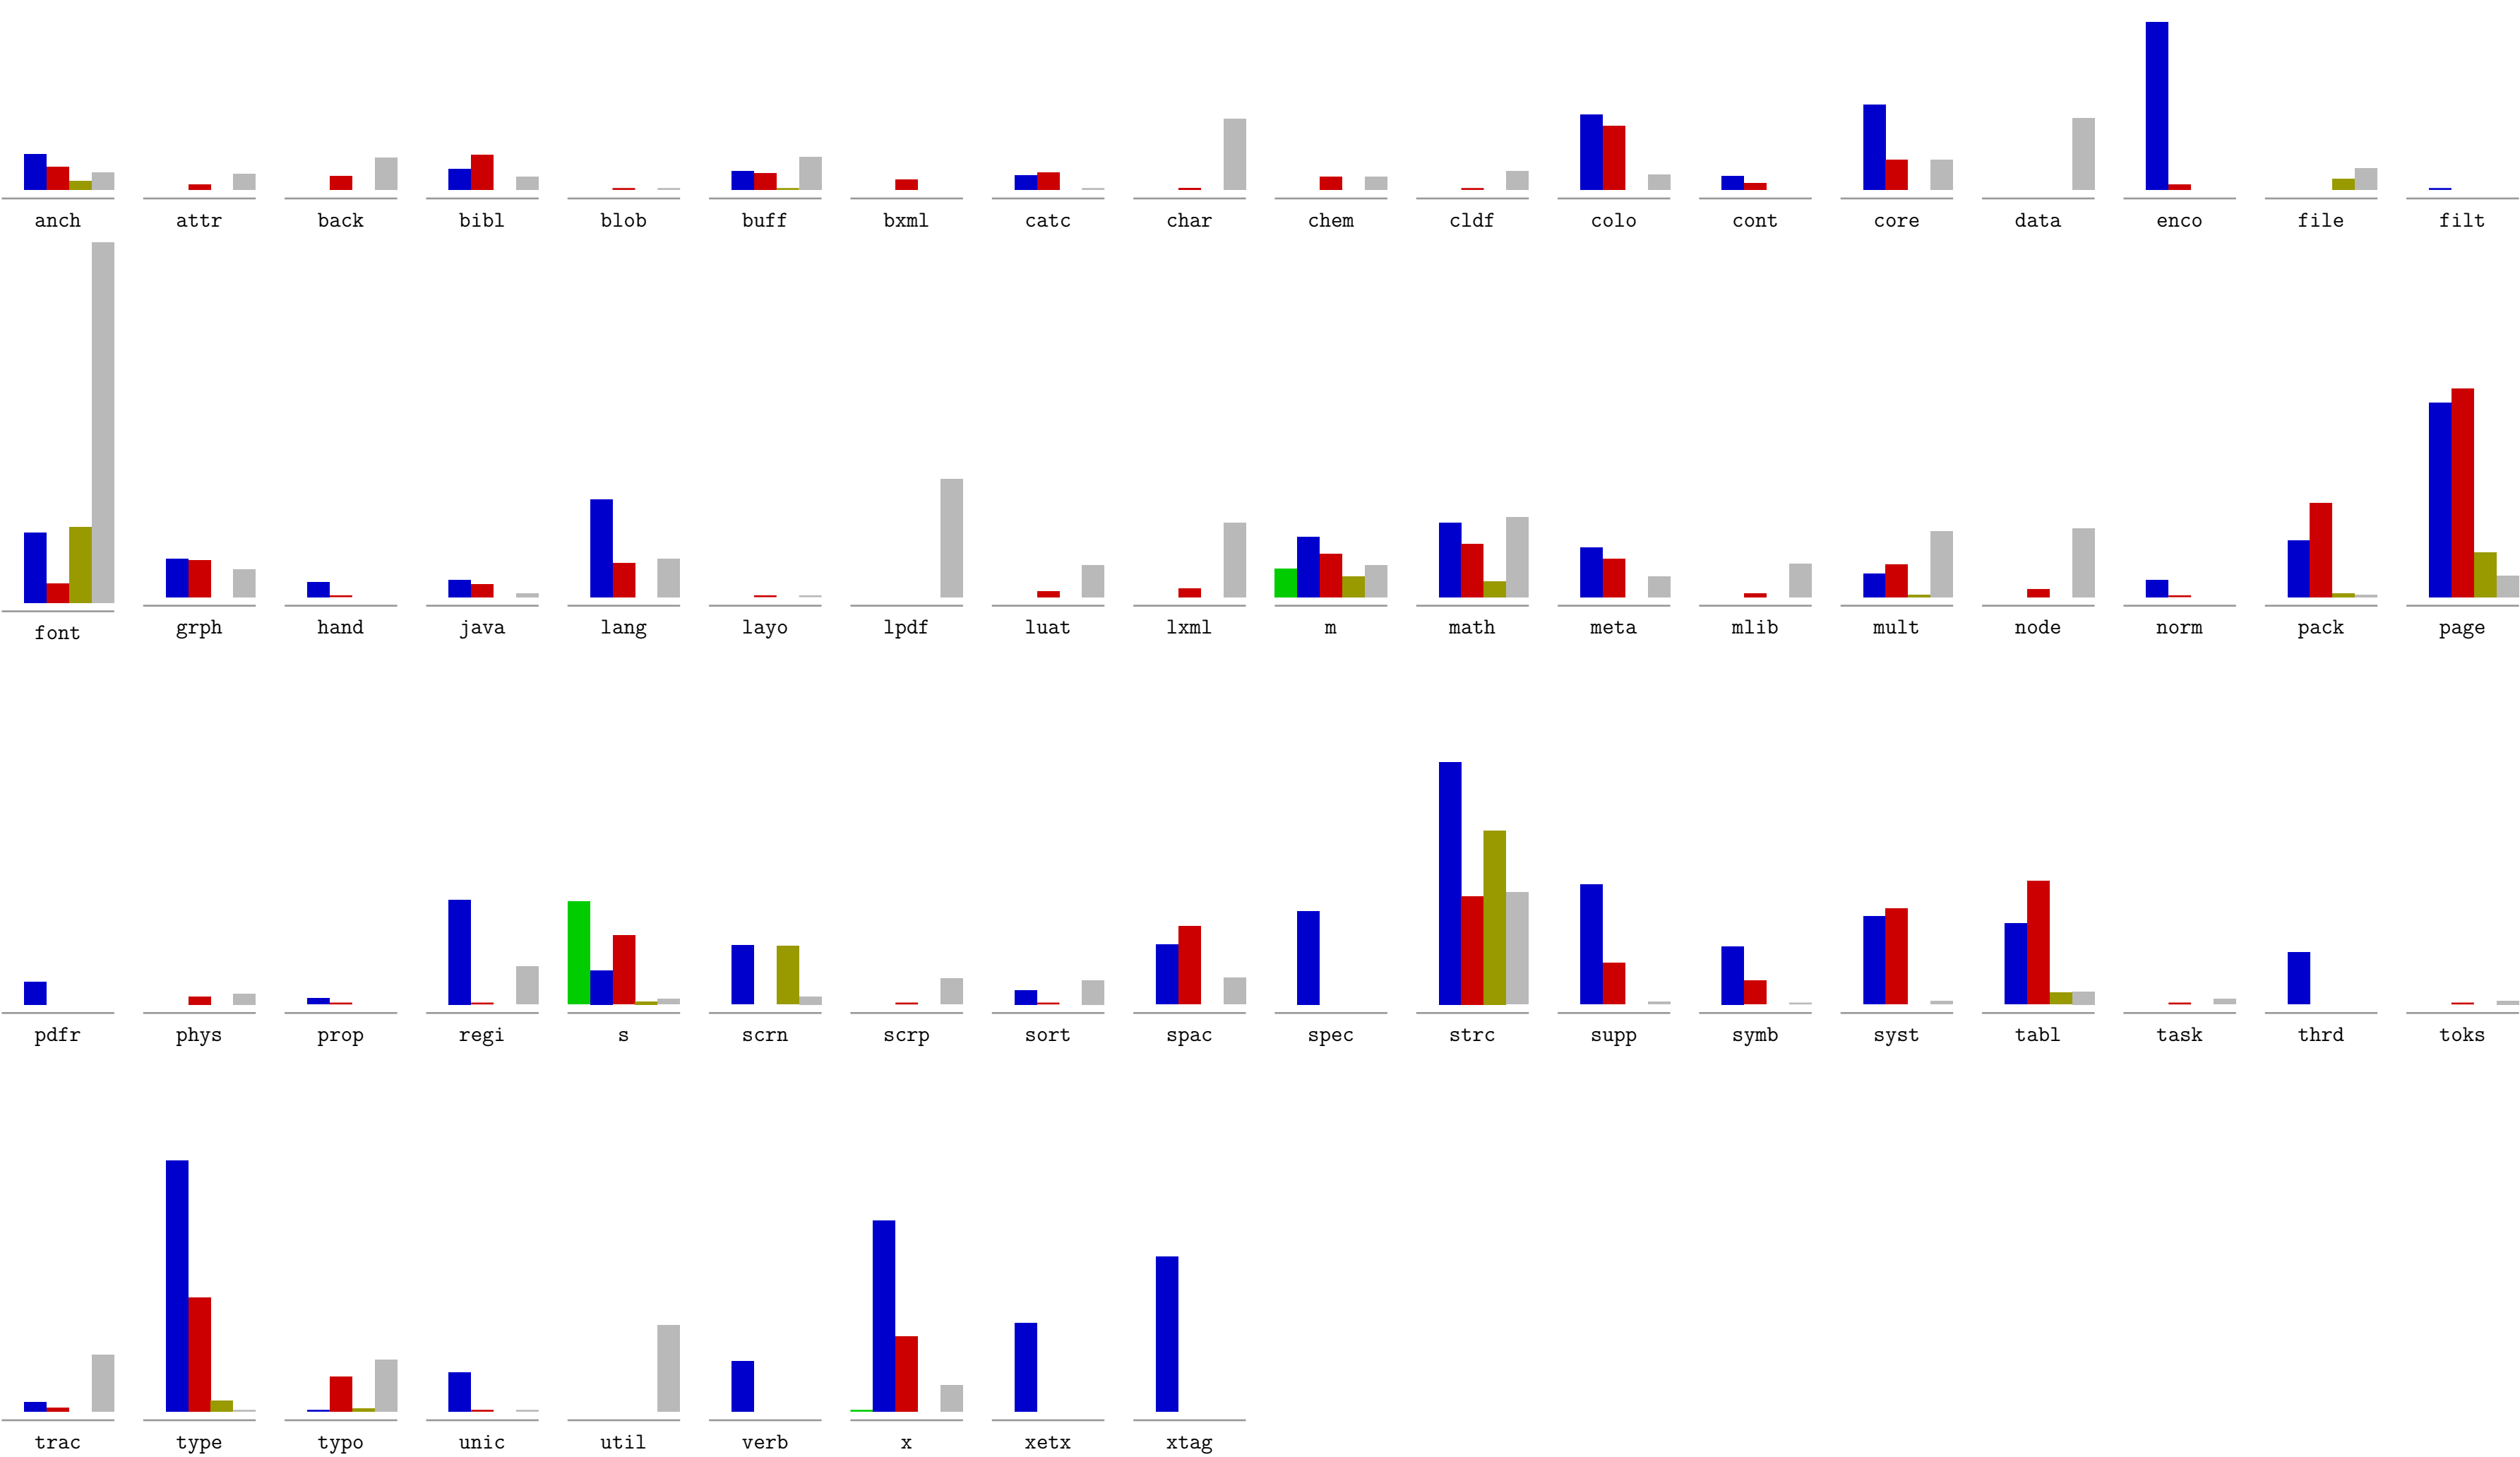 anch attr back bibl blob buff bxml catc char chem cldf colo cont core data enco file filt
font grph hand java lang layo lpdf luat lxml m math meta mlib mult node norm pack page
pdfr phys prop regi s scrn scrp sort spac spec strc supp symb syst tabl task thrd toks
trac type typo unic util verb x xetx xtag